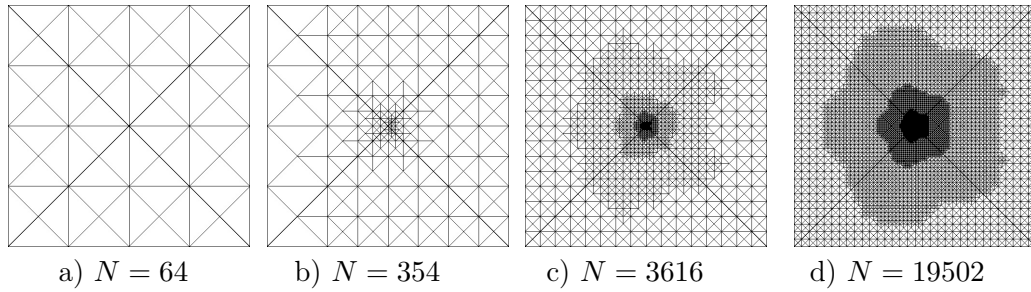 a) N = 64 b) N = 354 c) N = 3616 d) N = 19502